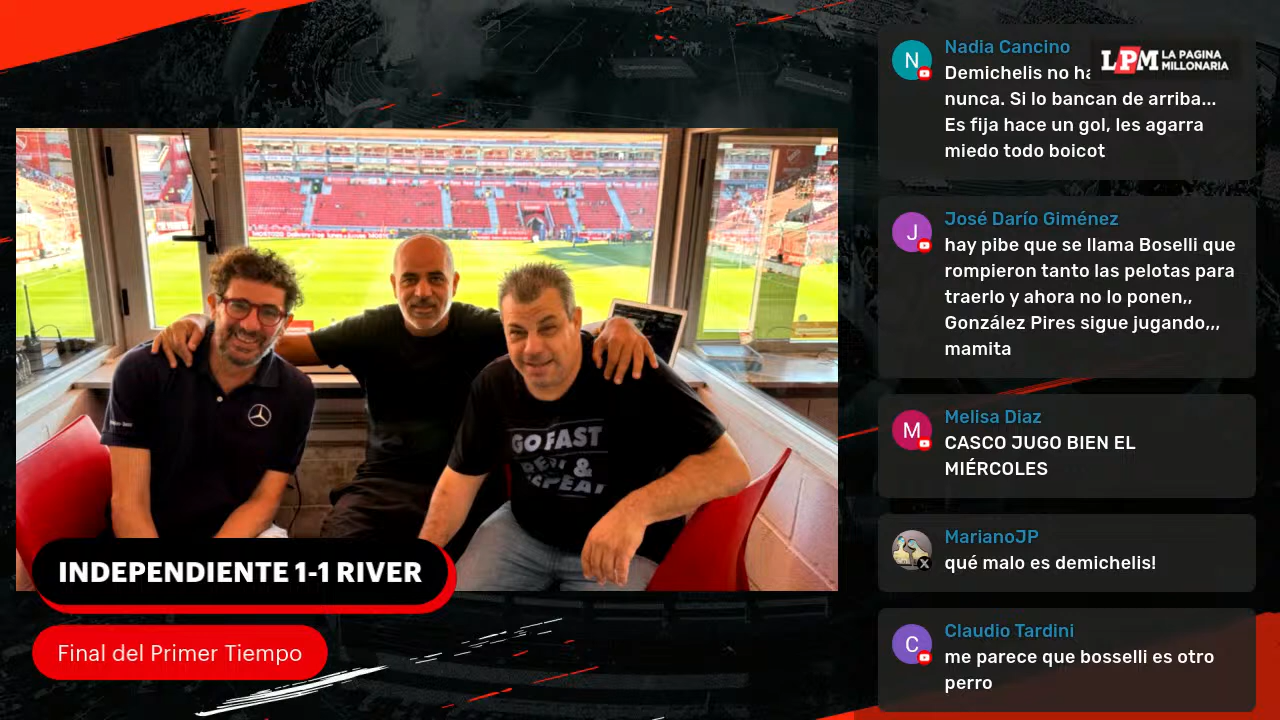 INDEPENDIENTE 1-1 RIVER
Final del Primer Tiempo
GO FAST
&
LPM LA PAGINA
MILLONARIA
N
Nadia Cancino
Demichelis no
nunca. Si lo bancan de arriba...
Es fija hace un gol, les agarra
miedo todo boicot
J
José Darío Giménez
hay pibe que se llama Boselli que
rompieron tanto las pelotas para
traerlo y ahora no lo ponen,,
González Pires sigue jugando,,,
mamita
M
Melisa Diaz
CASCO JUGO BIEN EL
MIÉRCOLES
MarianoJP
qué malo es demichelis!
C
Claudio Tardini
me parece que bosselli es otro
perro